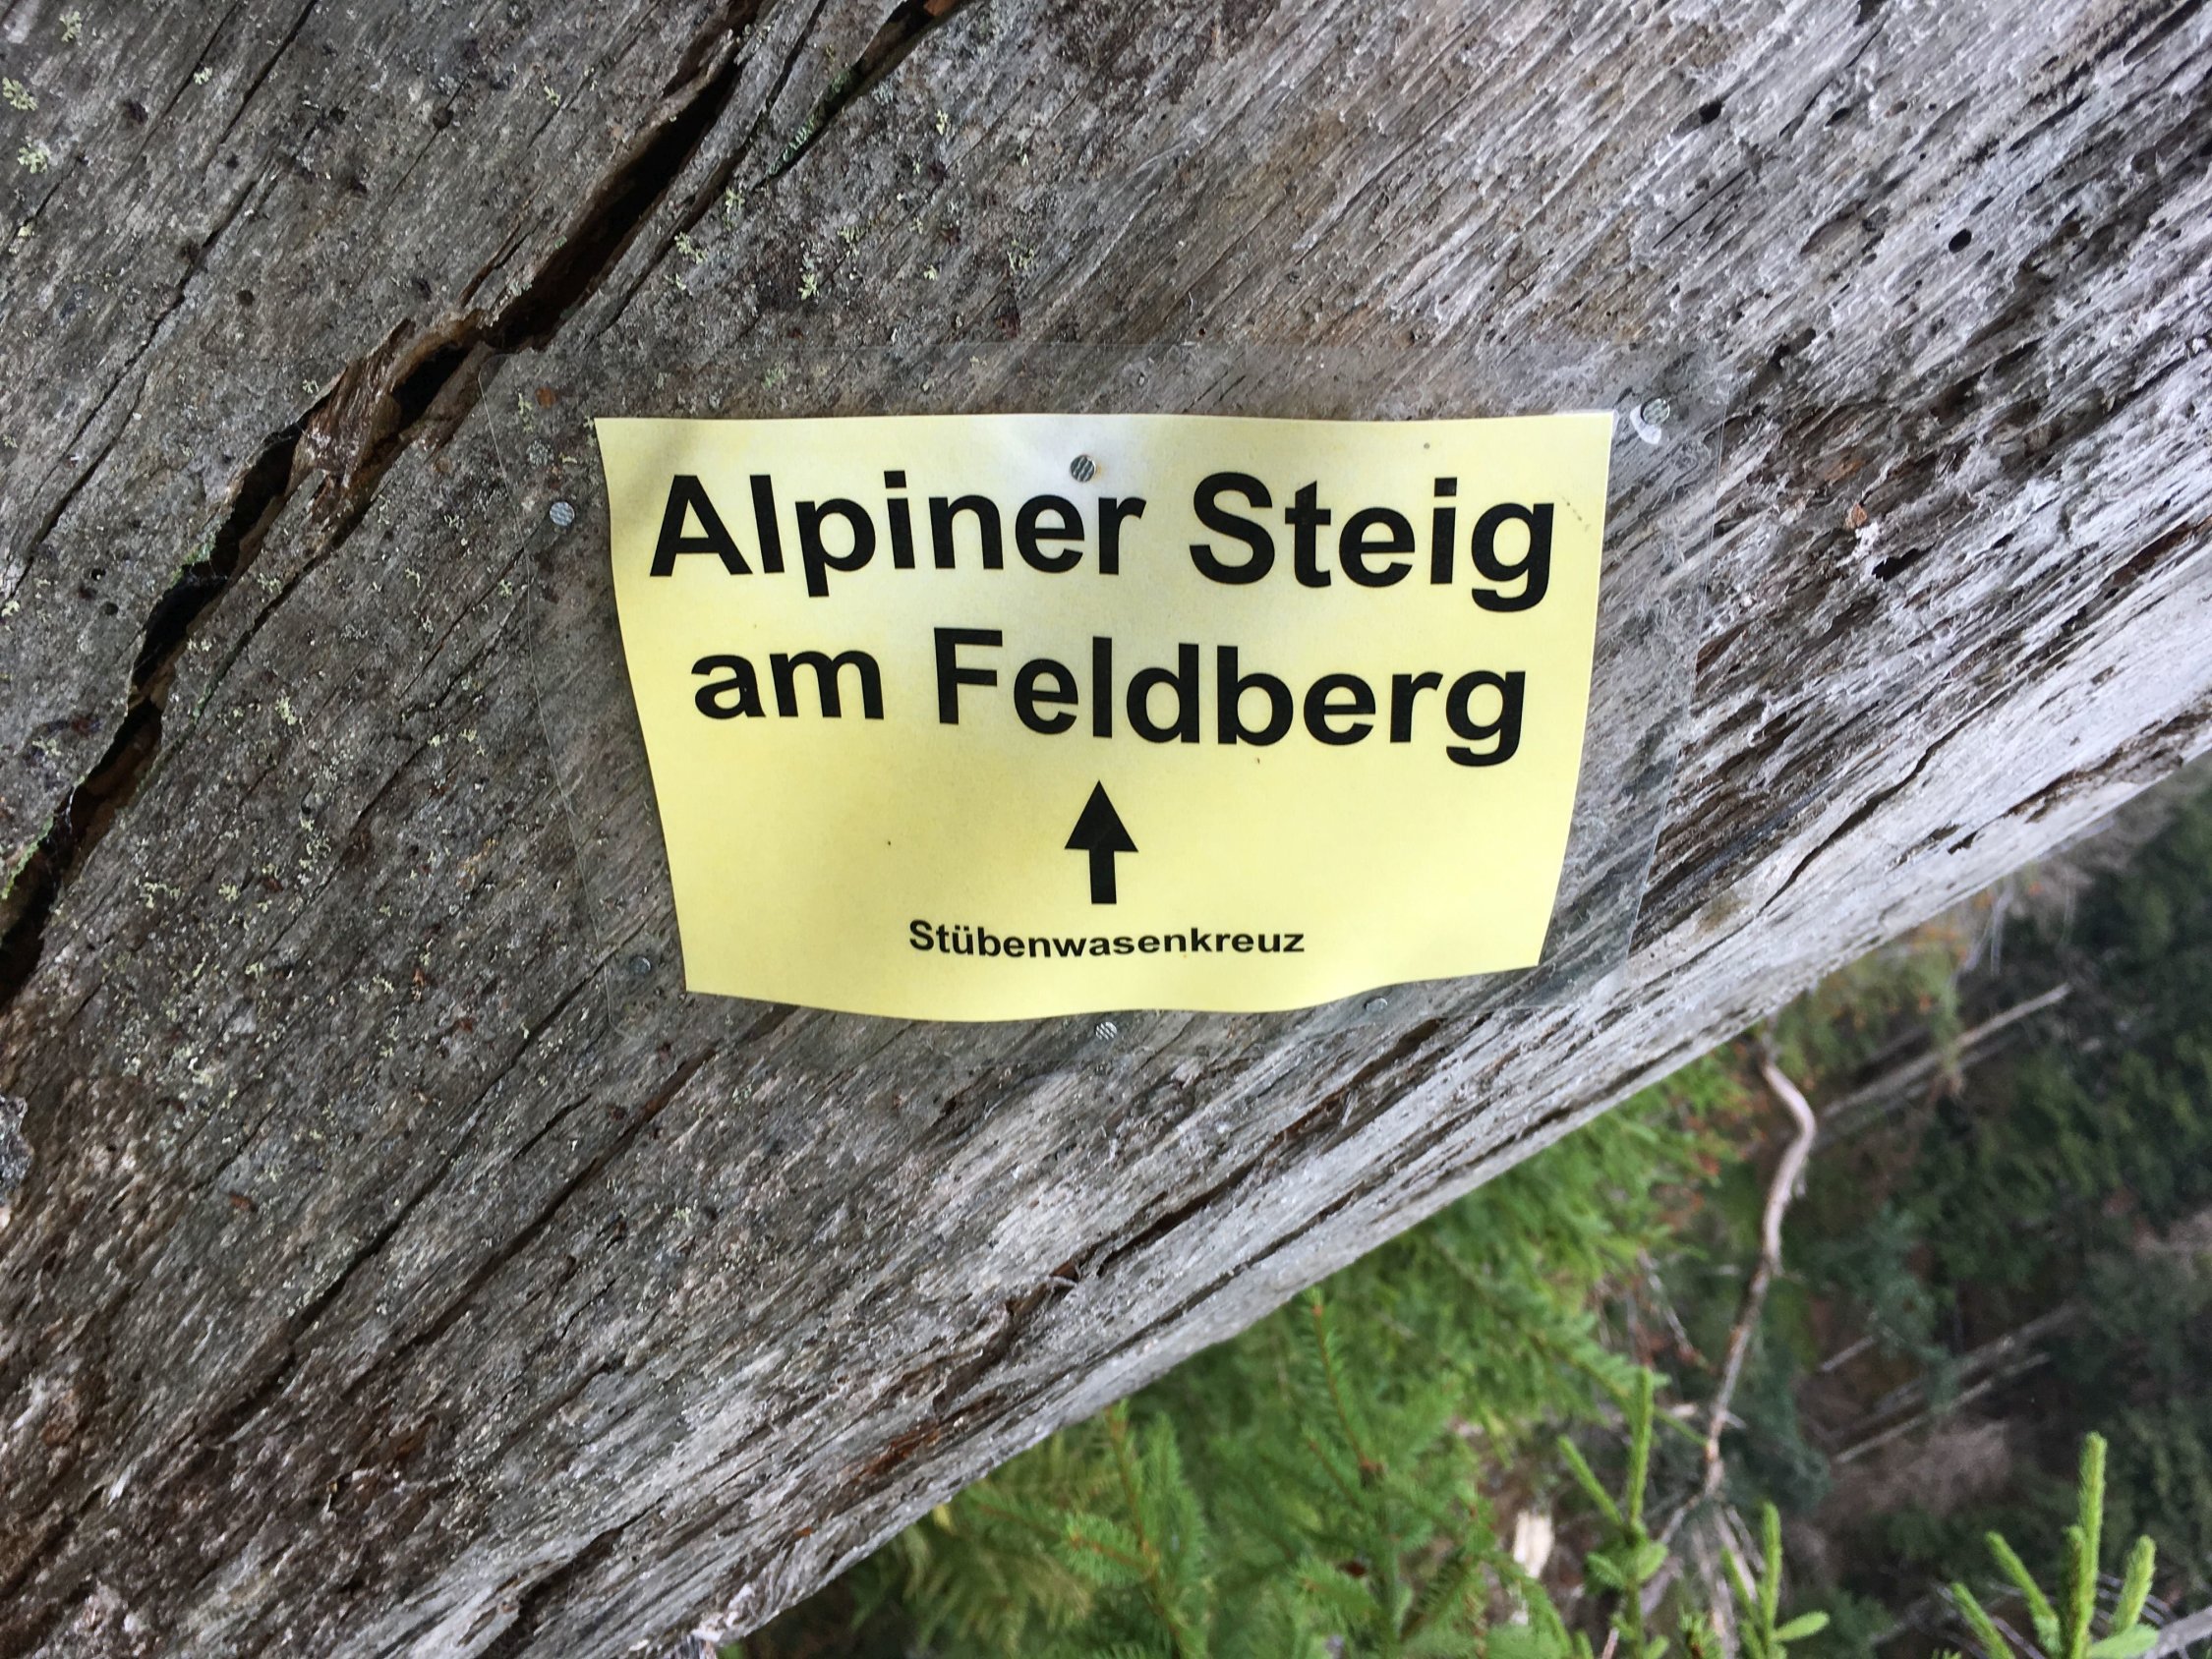 Alpiner Steig
am Feldberg
Stübenwasenkreuz